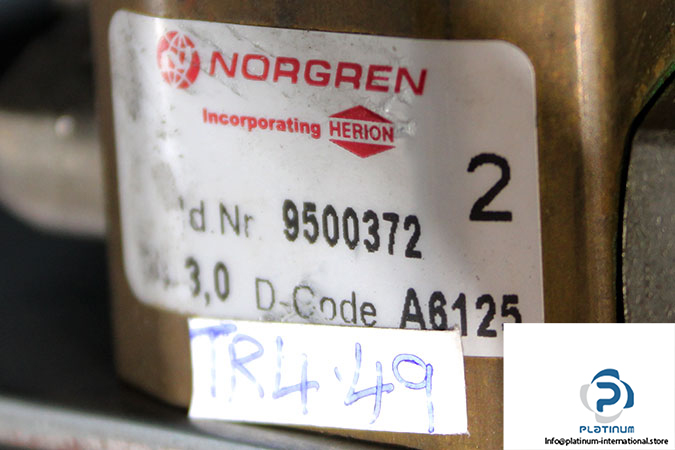 NORGREN
Incorporating HERION
2
d.Nr 9500372
3,0 D-Code A6125
TR4.49
PLATINUM
Info@platinum-international.store